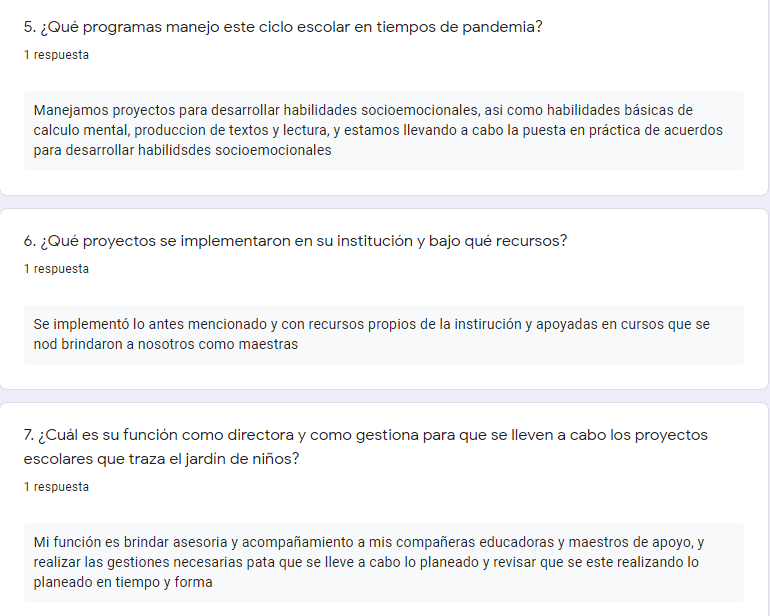 5. ¿Qué programas manejo este ciclo escolar en tiempos de pandemia?
1 respuesta
Manejamos proyectos para desarrollar habilidades socioemocionales, asi como habilidades básicas de
calculo mental, produccion de textos y lectura, y estamos llevando a cabo la puesta en práctica de acuerdos
para desarrollar habilidsdes socioemocionales
6. ¿Qué proyectos se implementaron en su institución y bajo qué recursos?
1 respuesta
Se implementó lo antes mencionado y con recursos propios de la instirución y apoyadas en cursos que se
nod brindaron a nosotros como maestras
7. ¿Cuál es su función como directora y como gestiona para que se lleven a cabo los proyectos
escolares que traza el jardín de niños?
1 respuesta
Mi función es brindar asesoria y acompañamiento a mis compañeras educadoras y maestros de apoyo, y
realizar las gestiones necesarias pata que se lleve a cabo lo planeado y revisar que se este realizando lo
planeado en tiempo y forma